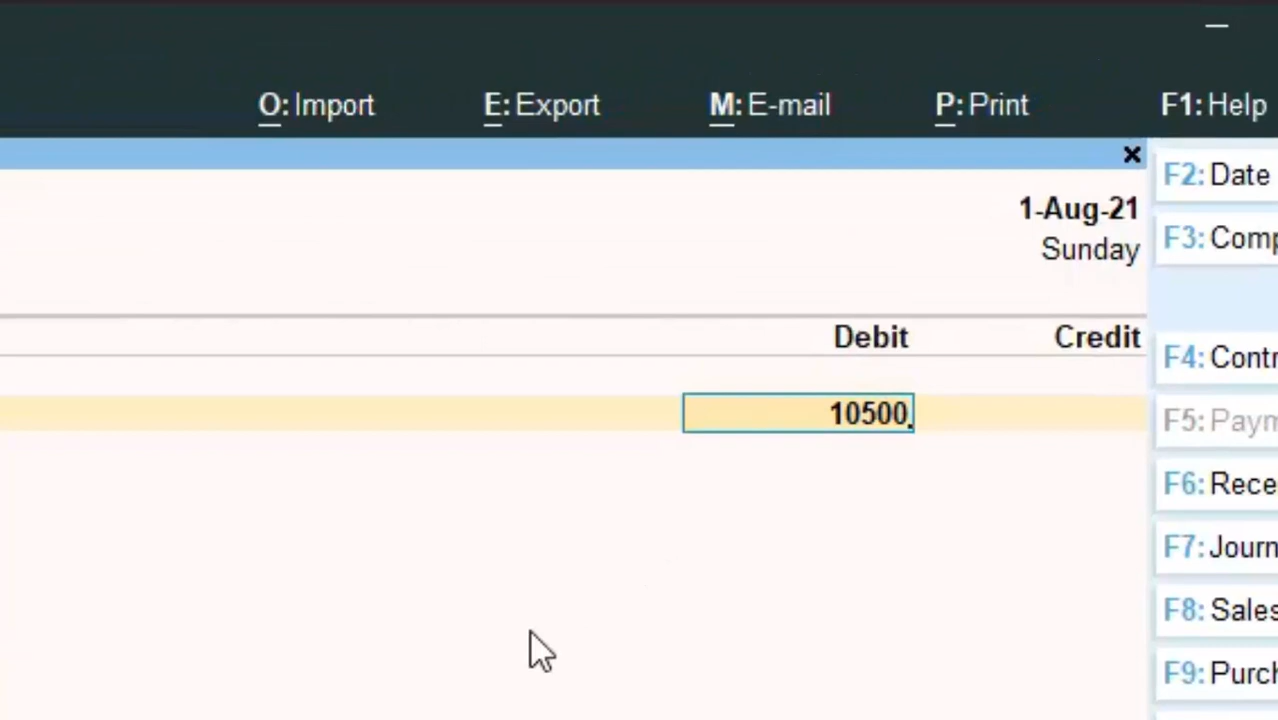 O: Import E: Export M: E-mail P: Print F1: Help
F2: Date
1-Aug-21
F3: Comp
Sunday
Debit Credit
F4: Contr
10500
F5: Paym
F6: Rece
F7: Journ
F8: Sales
F9: Purch